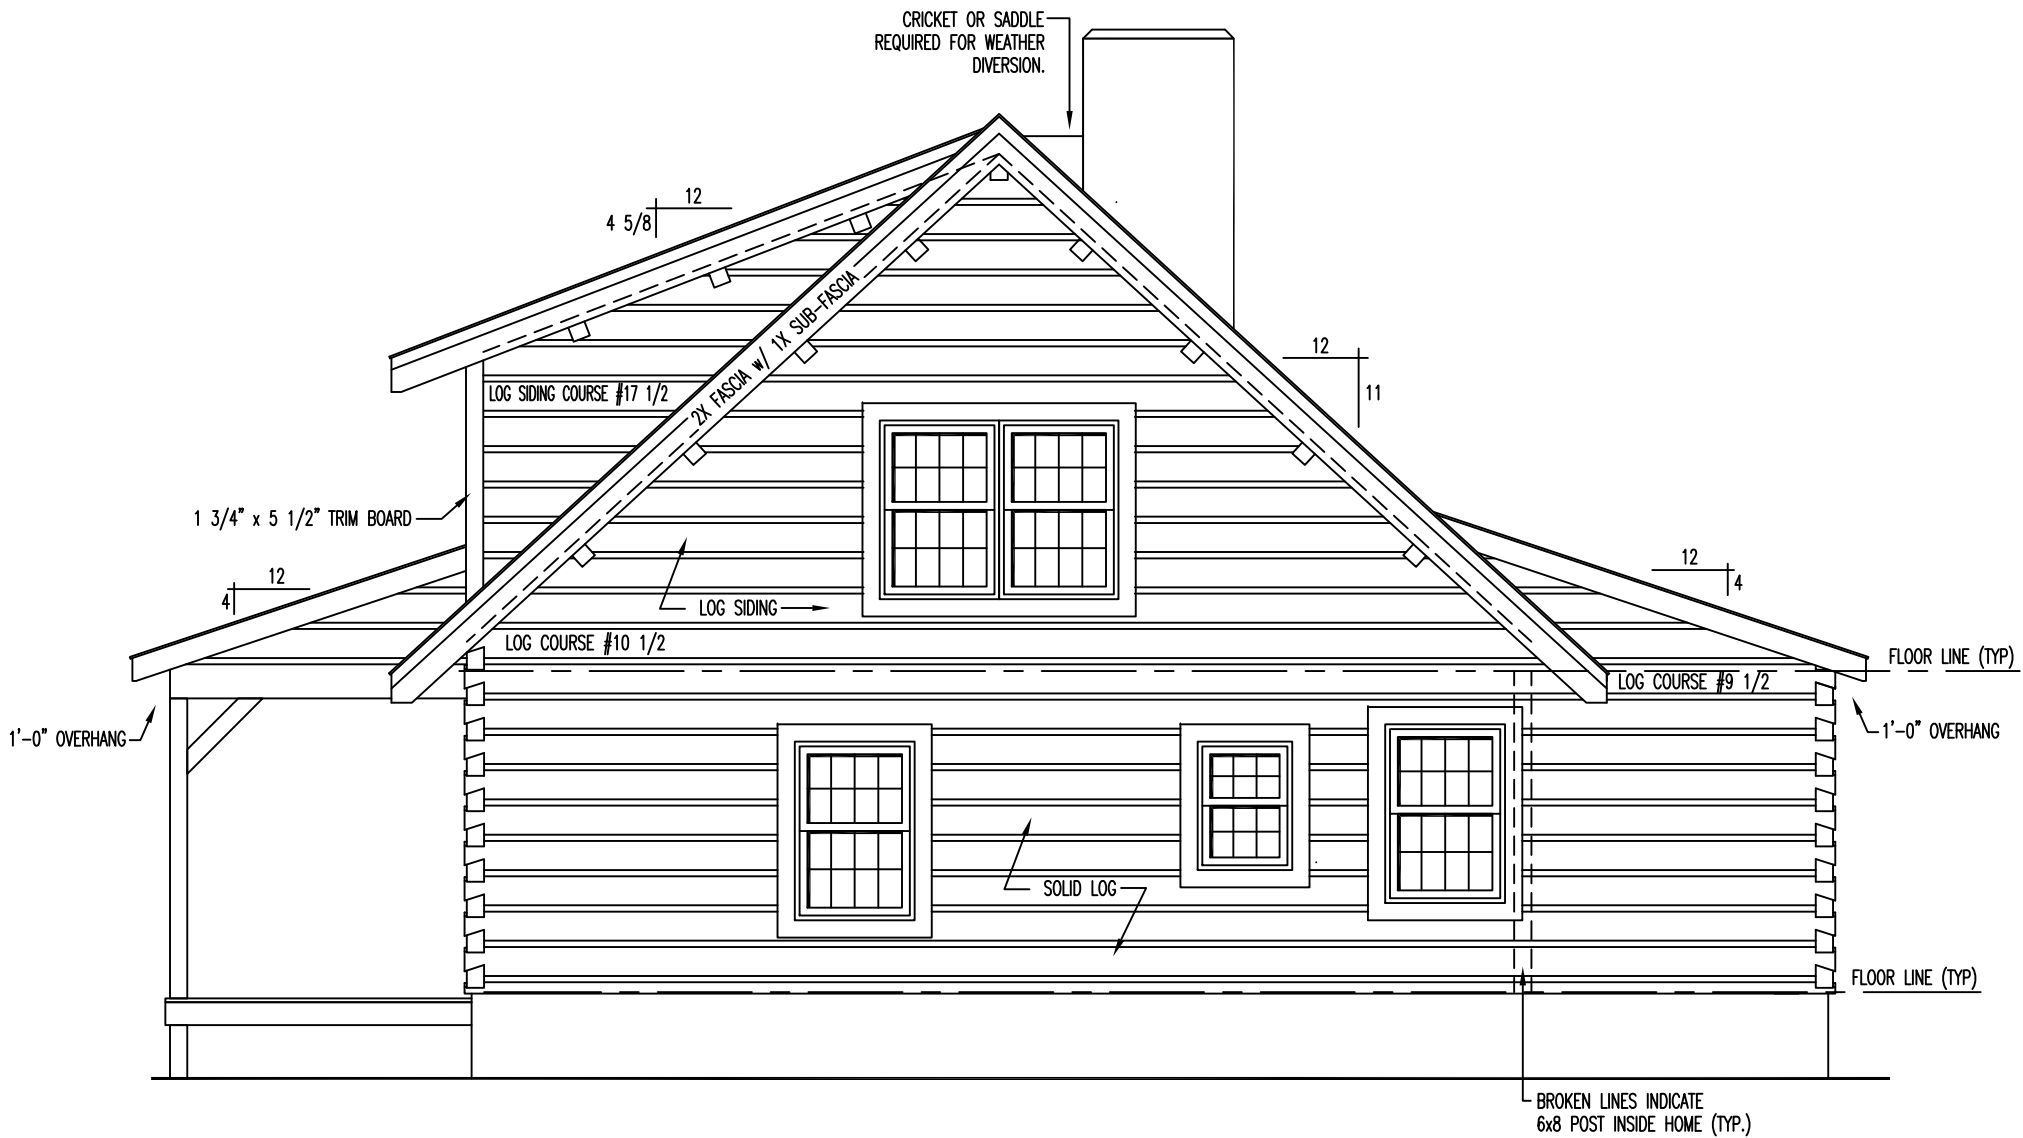 CRICKET OR SADDLE
REQUIRED FOR WEATHER
DIVERSION.
12
4 5/8
2X FASCIA w/ 1X SUB-FASCIA
12
11
LOG SIDING COURSE #17 1/2
1 3/4" x 5 1/2" TRIM BOARD
12
4
12
4
LOG SIDING
LOG COURSE #10 1/2
FLOOR LINE (TYP)
LOG COURSE #9 1/2
1'-0" OVERHANG
1'-0" OVERHANG
SOLID LOG
FLOOR LINE (TYP)
BROKEN LINES INDICATE
6x8 POST INSIDE HOME (TYP.)